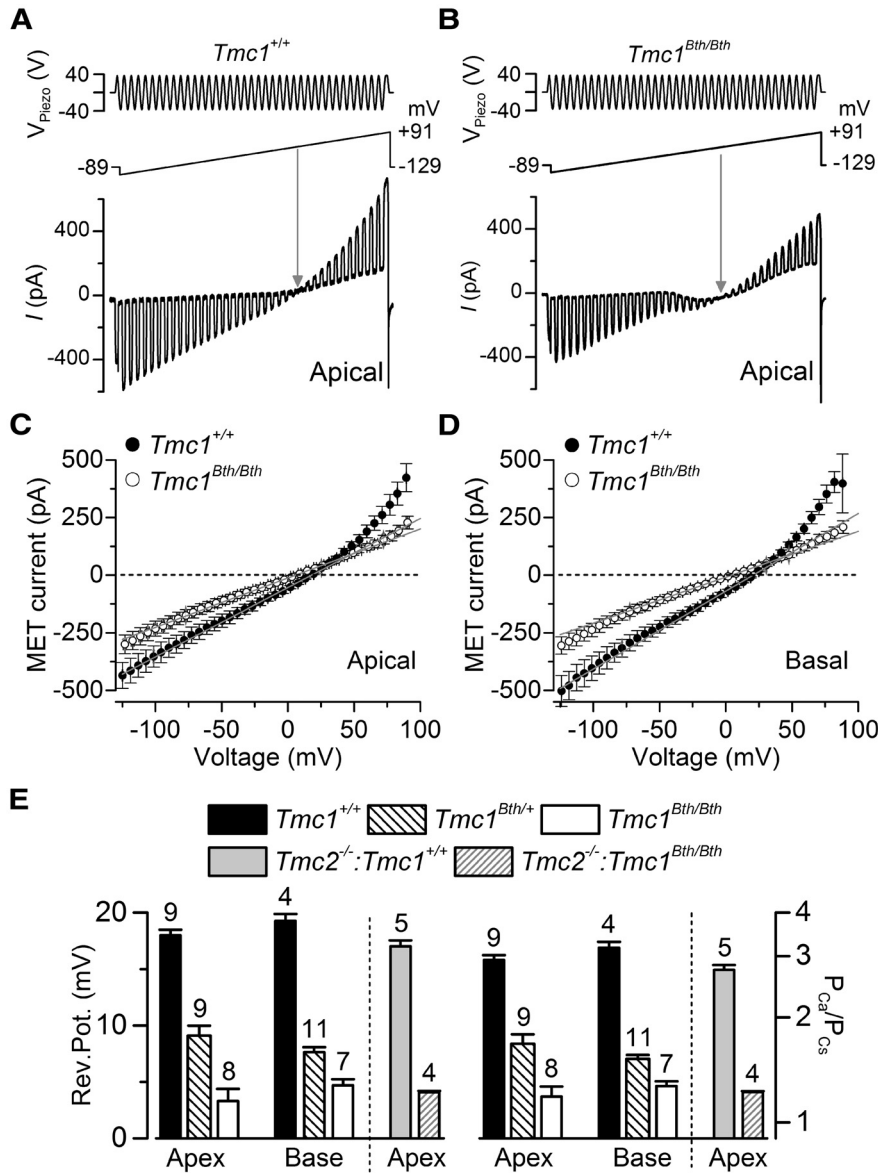 A
Tmc1+/+
V Piezo (V)
40
-40
mV
+91
-89
-129
I (pA)
400
0
-400
Apical
B
Tmc1Bth/Bth
V Piezo (V)
40
-40
mV
+91
-89
-129
I (pA)
400
0
-400
Apical
C
Tmc1+/+
Tmc1Bth/Bth
MET current (pA)
500
250
0
-250
-500
Apical
-100 -50 0 50 100
Voltage (mV)
D
Tmc1+/+
Tmc1Bth/Bth
MET current (pA)
500
250
0
-250
-500
Basal
-100 -50 0 50 100
Voltage (mV)
E
Tmc1+/+ Tmc1Bth/+ Tmc1Bth/Bth
Tmc2-/-:Tmc1+/+ Tmc2-/-:Tmc1Bth/Bth
Rev.Pot. (mV)
20
10
0
9 9 8 4 11 7 5 4
9 9 8 4 11 7 5 4
4
3
2
1
PCa/PCs
Apex Base Apex Apex Base Apex